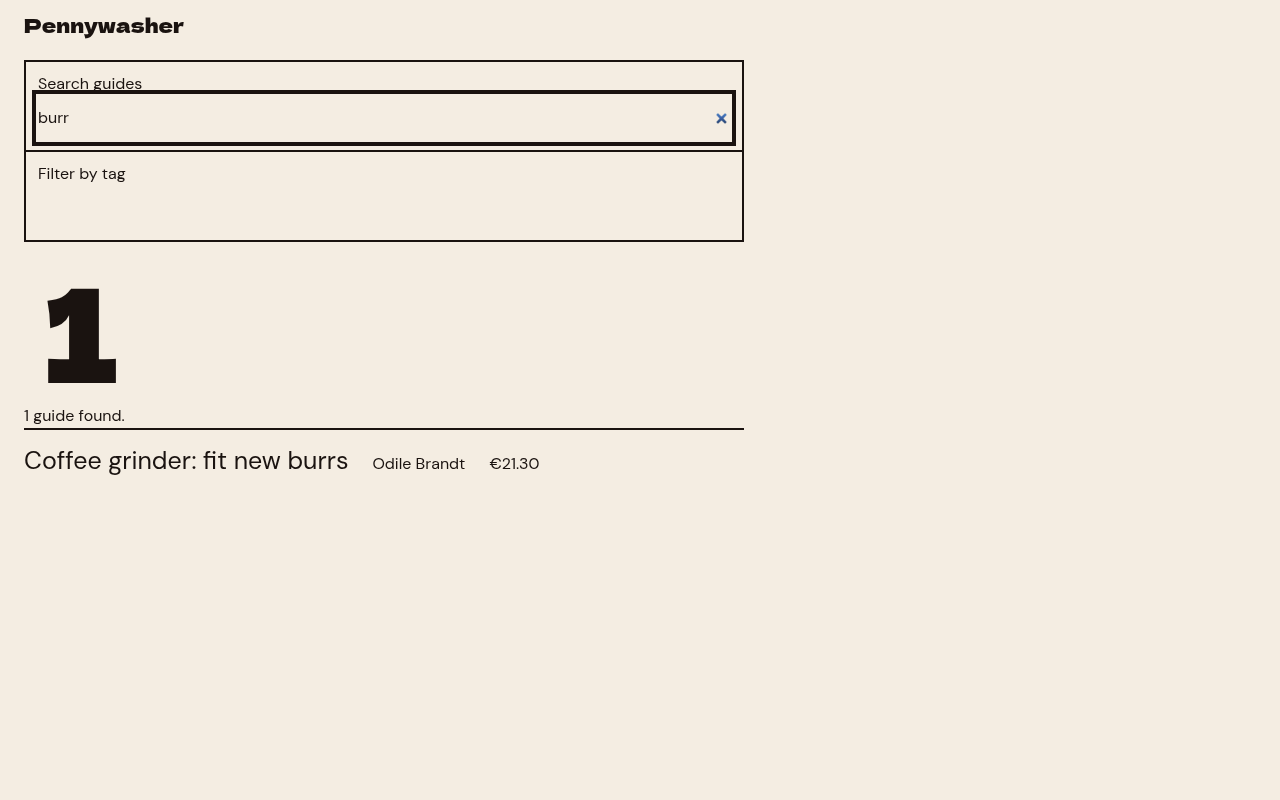 Pennywasher
Search guides
burr
Filter by tag
1
1 guide found.
Coffee grinder: fit new burrs Odile Brandt €21.30